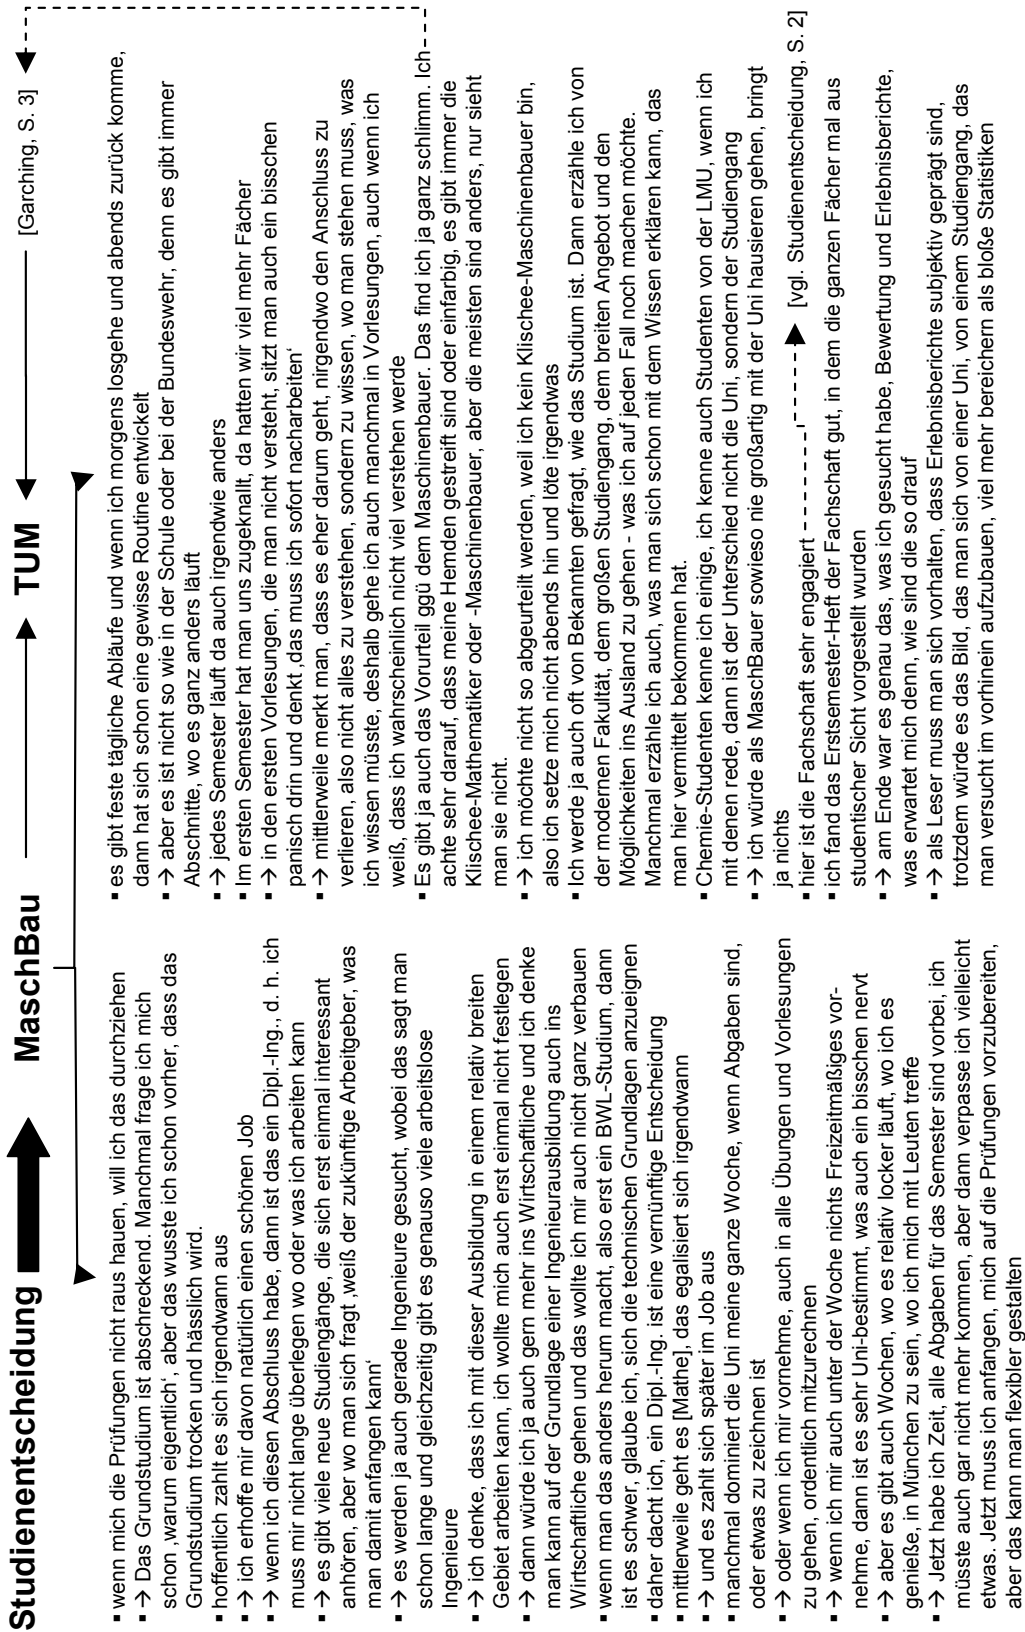 Studienentscheidung → MaschBau → TUM ← [Garching, S. 3]
▪ wenn mich die Prüfungen nicht raus hauen, will ich das durchziehen
▪ → Das Grundstudium ist abschreckend. Manchmal frage ich mich
schon ‚warum eigentlich‘, aber das wusste ich schon vorher, dass das
Grundstudium trocken und hässlich wird.
▪ hoffentlich zahlt es sich irgendwann aus
▪ → ich erhoffe mir davon natürlich einen schönen Job
▪ → wenn ich diesen Abschluss habe, dann ist das ein Dipl.-Ing., d. h. ich
muss mir nicht lange überlegen wo oder was ich arbeiten kann
▪ → es gibt viele neue Studiengänge, die sich erst einmal interessant
anhören, aber wo man sich fragt ‚weiß der zukünftige Arbeitgeber, was
man damit anfangen kann‘
▪ → es werden ja auch gerade Ingenieure gesucht, wobei das sagt man
schon lange und gleichzeitig gibt es genauso viele arbeitslose
Ingenieure
▪ → ich denke, dass ich mit dieser Ausbildung in einem relativ breiten
Gebiet arbeiten kann, ich wollte mich auch erst einmal nicht festlegen
▪ → dann würde ich ja auch gern mehr ins Wirtschaftliche und ich denke
man kann auf der Grundlage einer Ingenieurausbildung auch ins
Wirtschaftliche gehen und das wollte ich mir auch nicht ganz verbauen
▪ wenn man das anders herum macht, also erst ein BWL-Studium, dann
ist es schwer, glaube ich, sich die technischen Grundlagen anzueignen
▪ daher dacht ich, ein Dipl.-Ing. ist eine vernünftige Entscheidung
▪ mittlerweile geht es [Mathe], das egalisiert sich irgendwann
▪ → und es zahlt sich später im Job aus
▪ manchmal dominiert die Uni meine ganze Woche, wenn Abgaben sind,
oder etwas zu zeichnen ist
▪ → oder wenn ich mir vornehme, auch in alle Übungen und Vorlesungen
zu gehen, ordentlich mitzurechnen
▪ → wenn ich mir auch unter der Woche nichts Freizeitmäßiges vor-
nehme, dann ist es sehr Uni-bestimmt, was auch ein bisschen nervt
▪ → aber es gibt auch Wochen, wo es relativ locker läuft, wo ich es
genieße, in München zu sein, wo ich mich mit Leuten treffe
▪ → Jetzt habe ich Zeit, alle Abgaben für das Semester sind vorbei, ich
müsste auch gar nicht mehr kommen, aber dann verpasse ich vielleicht
etwas. Jetzt muss ich anfangen, mich auf die Prüfungen vorzubereiten,
aber das kann man flexibler gestalten
▪ es gibt feste tägliche Abläufe und wenn ich morgens losgehe und abends zurück komme,
dann hat sich schon eine gewisse Routine entwickelt
▪ → aber es ist nicht so wie in der Schule oder bei der Bundeswehr, denn es gibt immer
Abschnitte, wo es ganz anders läuft
▪ → jedes Semester läuft da auch irgendwie anders
▪ Im ersten Semester hat man uns zugeknallt, da hatten wir viel mehr Fächer
▪ → in den ersten Vorlesungen, die man nicht versteht, sitzt man auch ein bisschen
panisch drin und denkt ‚das muss ich sofort nacharbeiten‘
▪ → mittlerweile merkt man, dass es eher darum geht, nirgendwo den Anschluss zu
verlieren, also nicht alles zu verstehen, sondern zu wissen, wo man stehen muss, was
ich wissen müsste, deshalb gehe ich auch manchmal in Vorlesungen, auch wenn ich
weiß, dass ich wahrscheinlich nicht viel verstehen werde
▪ Es gibt ja auch das Vorurteil ggü dem Maschinenbauer. Das find ich ja ganz schlimm. Ich
achte sehr darauf, dass meine Hemden gestreift sind oder einfarbig, es gibt immer die
Klischee-Mathematiker oder -Maschinenbauer, aber die meisten sind anders, nur sieht
man sie nicht.
▪ → ich möchte nicht so abgeurteilt werden, weil ich kein Klischee-Maschinenbauer bin,
also ich setze mich nicht abends hin und löte irgendwas
▪ Ich werde ja auch oft von Bekannten gefragt, wie das Studium ist. Dann erzähle ich von
der modernen Fakultät, dem großen Studiengang, dem breiten Angebot und den
Möglichkeiten ins Ausland zu gehen - was ich auf jeden Fall noch machen möchte.
Manchmal erzähle ich auch, was man sich schon mit dem Wissen erklären kann, das
man hier vermittelt bekommen hat.
▪ Chemie-Studenten kenne ich einige, ich kenne auch Studenten von der LMU, wenn ich
mit denen rede, dann ist der Unterschied nicht die Uni, sondern der Studiengang
▪ → ich würde als MaschBauer sowieso nie großartig mit der Uni hausieren gehen, bringt
ja nichts
▪ hier ist die Fachschaft sehr engagiert → [vgl. Studienentscheidung, S. 2]
▪ ich fand das Erstsemester-Heft der Fachschaft gut, in dem die ganzen Fächer mal aus
studentischer Sicht vorgestellt wurden
▪ → am Ende war es genau das, was ich gesucht habe, Bewertung und Erlebnisberichte,
was erwartet mich denn, wie sind die so drauf
▪ → als Leser muss man sich vorhalten, dass Erlebnisberichte subjektiv geprägt sind,
trotzdem würde es das Bild, das man sich von einer Uni, von einem Studiengang, das
man versucht im vorhinein aufzubauen, viel mehr bereichern als bloße Statistiken